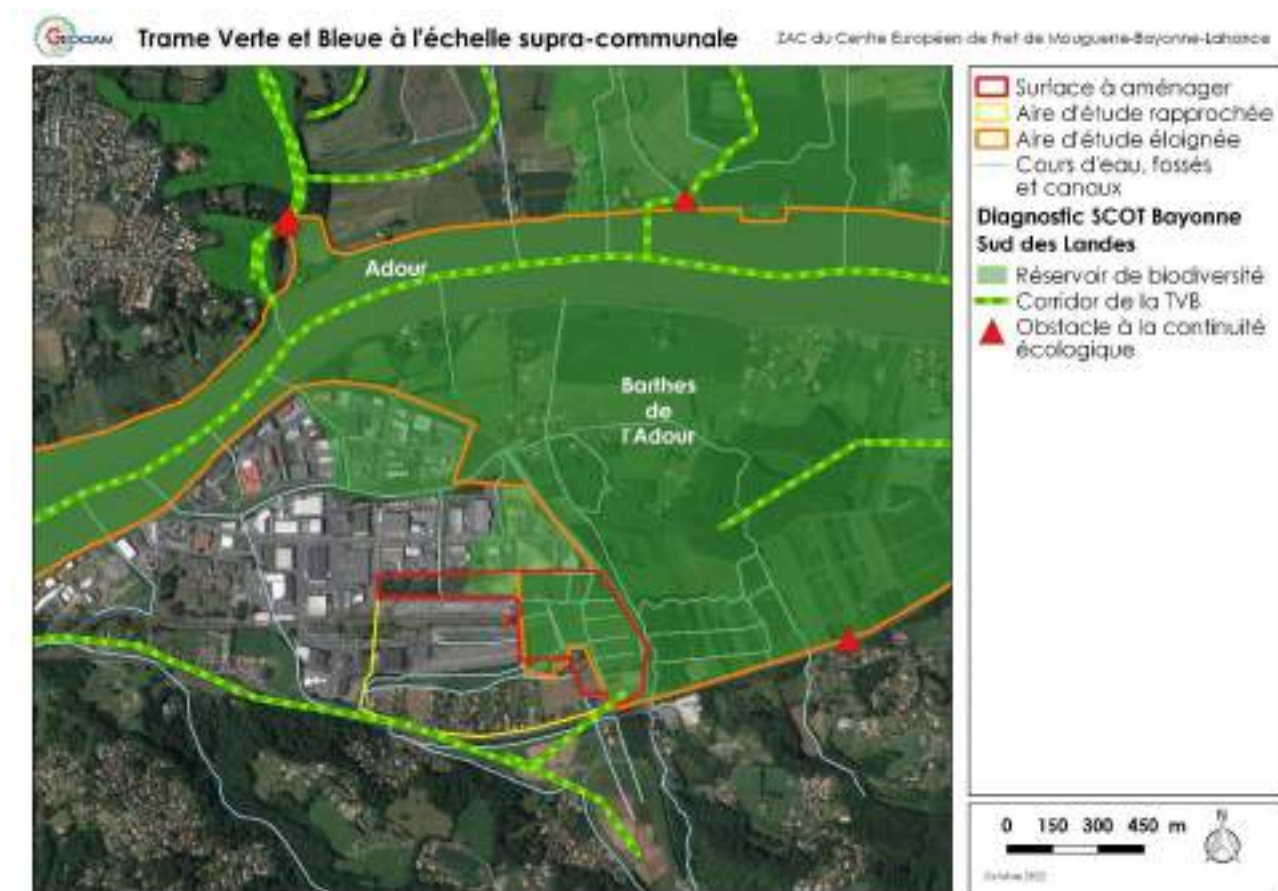 GEOCIAM
Trame Verte et Bleue à l'échelle supra-communale
ZAC du Centre Européen de Fret de Mouguerre-Bayonne-Lahonce
Surface à aménager
Aire d'étude rapprochée
Aire d'étude éloignée
Cours d'eau, fossés
et canaux
Diagnostic SCOT Bayonne
Sud des Landes
Réservoir de biodiversité
Corridor de la TVB
Obstacle à la continuité
écologique
Adour
Barthes
de
l'Adour
0 150 300 450 m
N